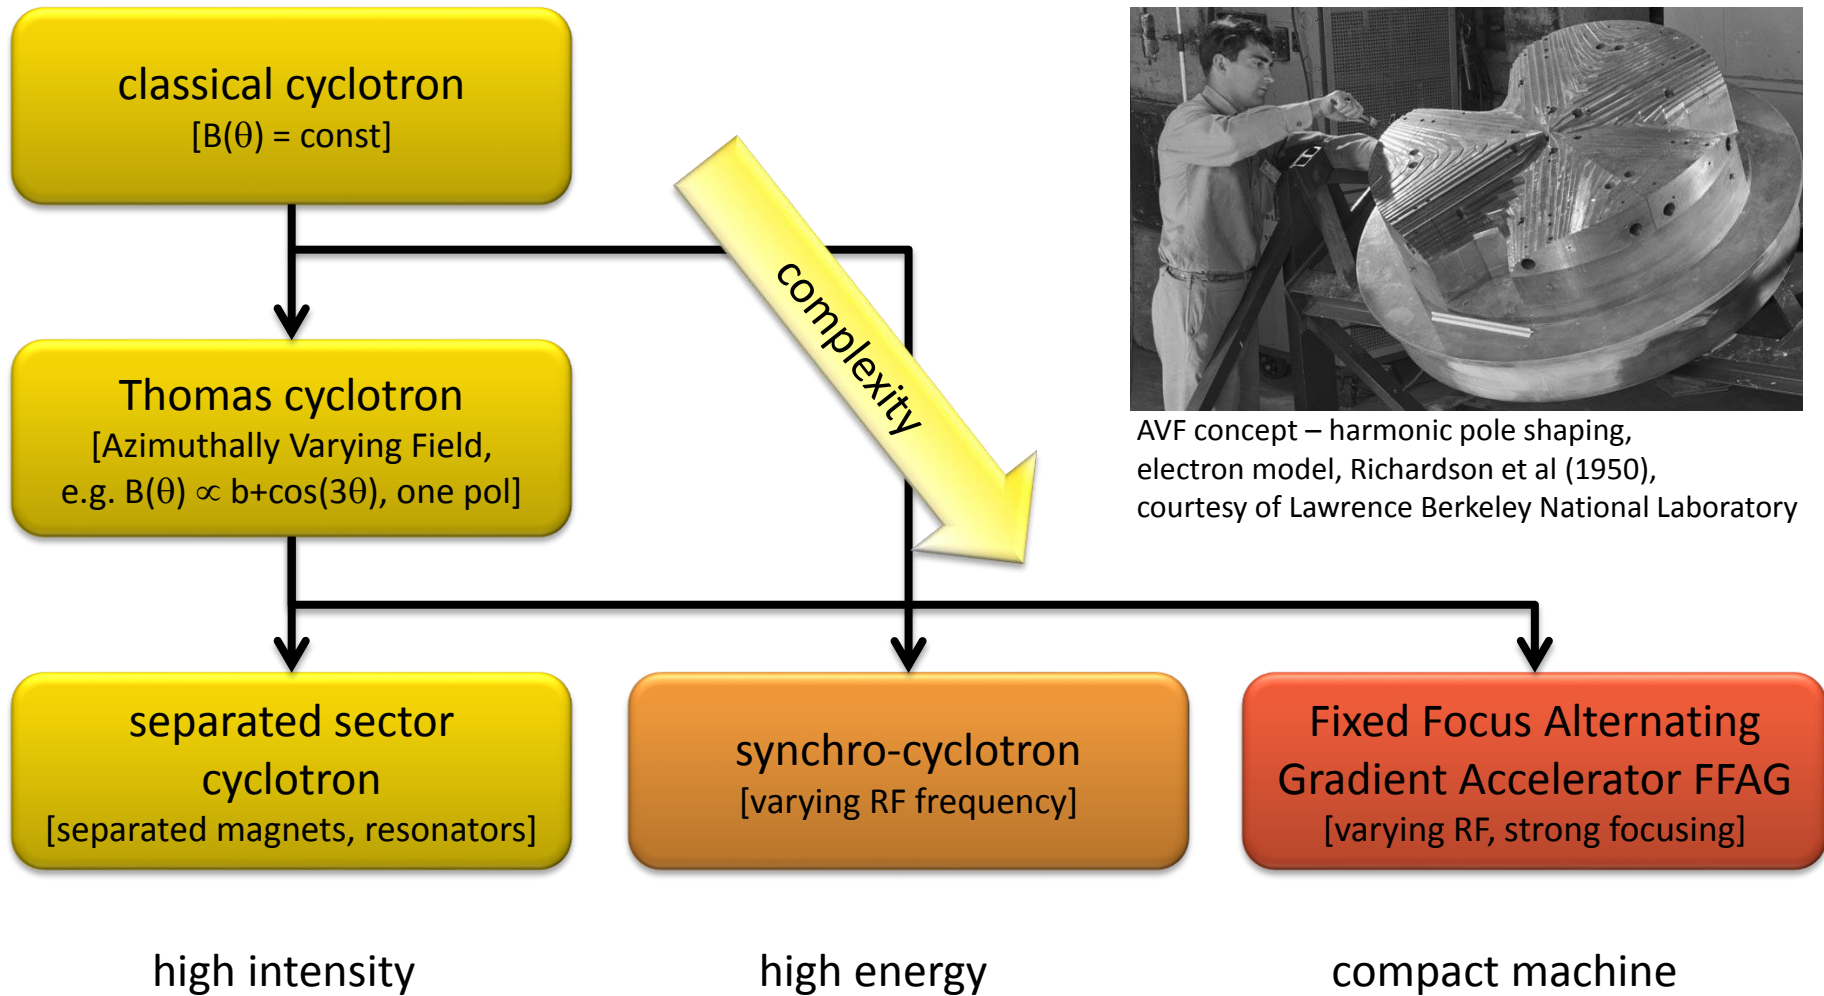 classical cyclotron
[B(θ) = const]
complexity
Thomas cyclotron
[Azimuthally Varying Field,
e.g. B(θ) ∝ b+cos(3θ), one pol]
AVF concept – harmonic pole shaping,
electron model, Richardson et al (1950),
courtesy of Lawrence Berkeley National Laboratory
separated sector
cyclotron
[separated magnets, resonators]
synchro-cyclotron
[varying RF frequency]
Fixed Focus Alternating
Gradient Accelerator FFAG
[varying RF, strong focusing]
high intensity
high energy
compact machine